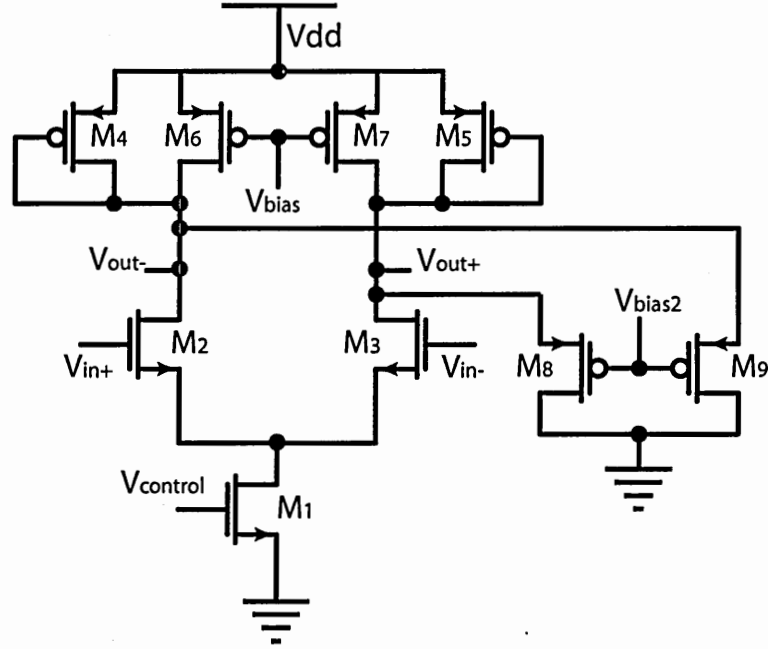 Vdd
M4 M6 M7 M5
Vbias
Vout- Vout+
Vbias2
Vin+ M2 M3 Vin- M8 M9
Vcontrol
M1